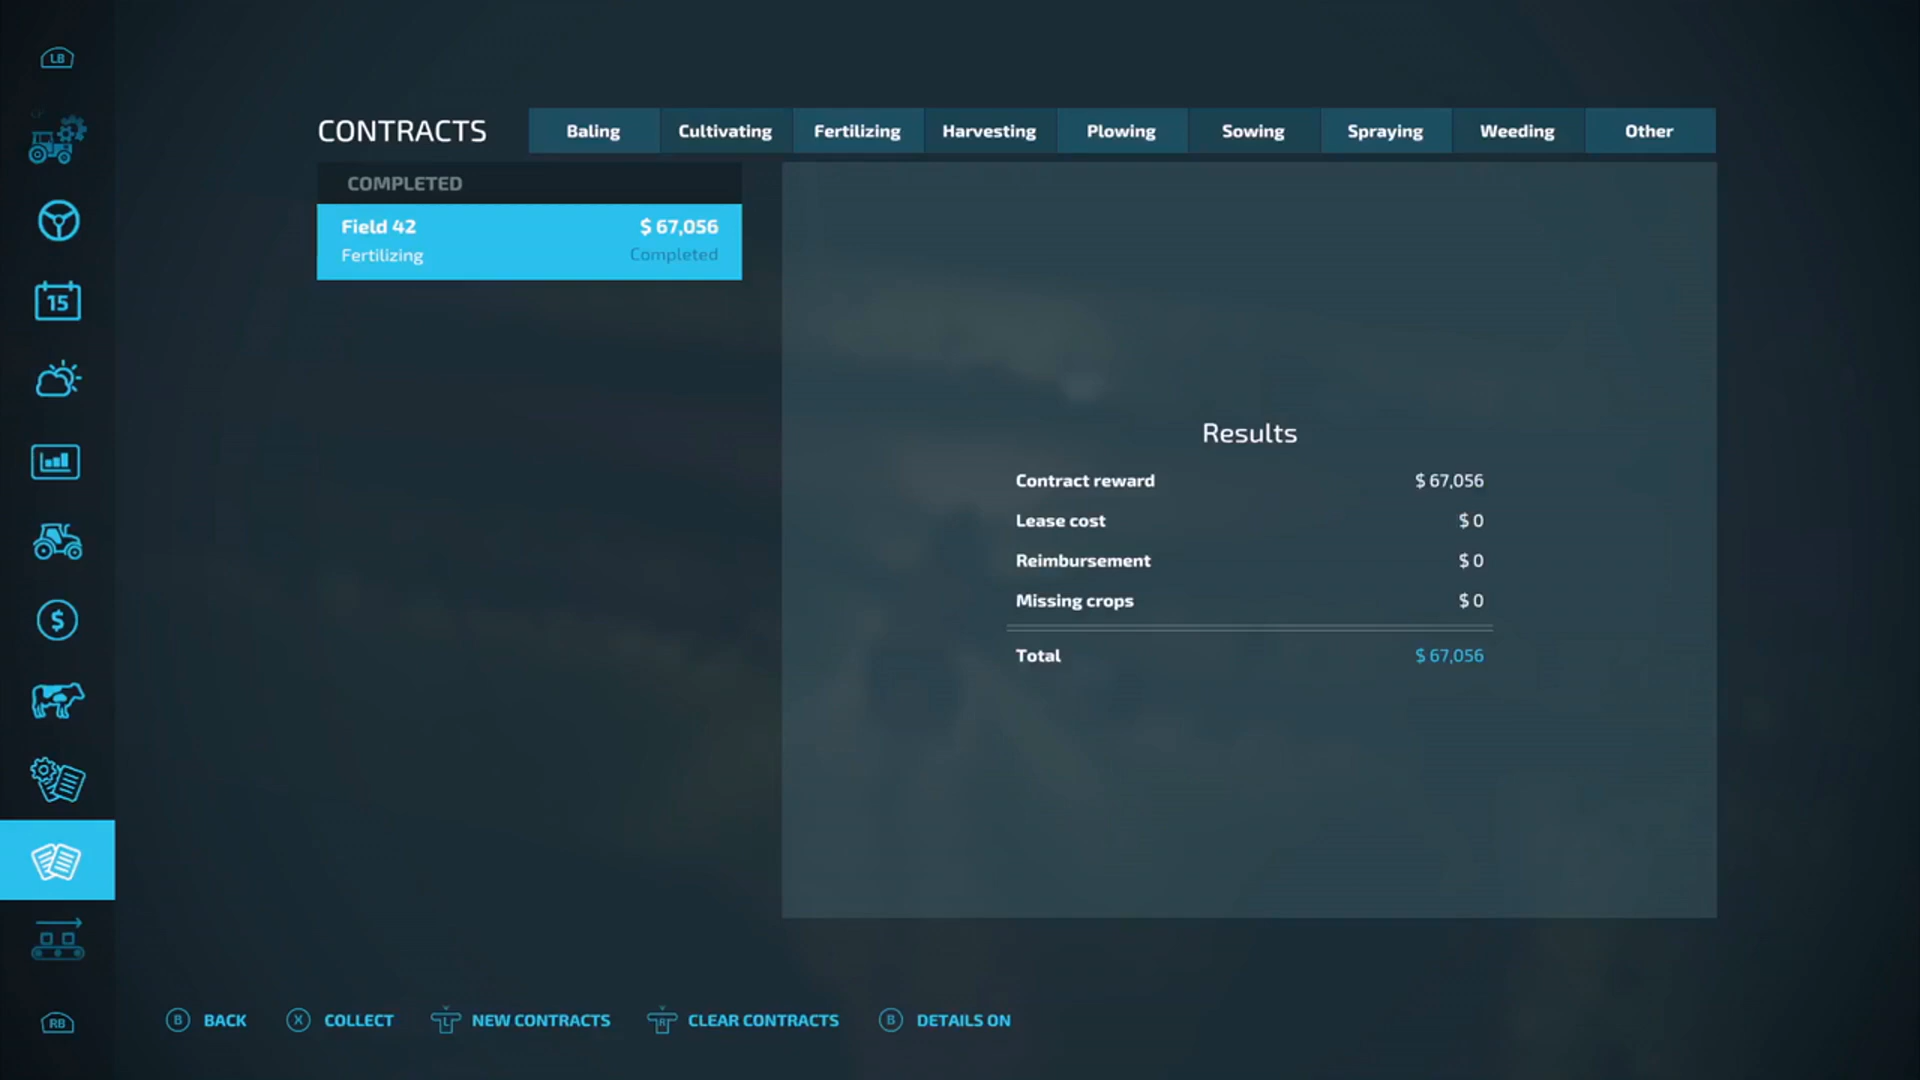 LB
CONTRACTS
Baling Cultivating Fertilizing Harvesting Plowing Sowing Spraying Weeding Other
COMPLETED
Field 42 $ 67,056
Fertilizing Completed
15
Results
Contract reward $ 67,056
Lease cost $ 0
Reimbursement $ 0
Missing crops $ 0
Total $ 67,056
$
RB
B BACK X COLLECT L NEW CONTRACTS R CLEAR CONTRACTS B DETAILS ON